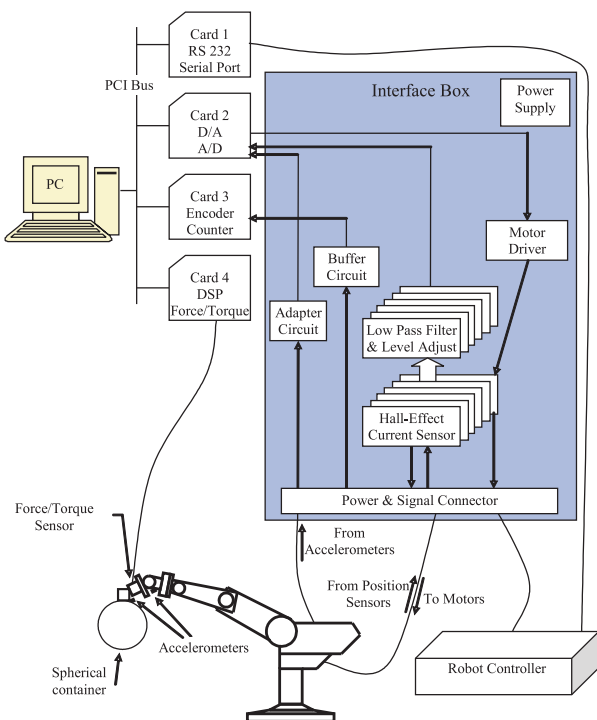 Card 1
RS 232
Serial Port
PCI Bus
Interface Box
Power
Supply
Card 2
D/A
A/D
PC
Card 3
Encoder
Counter
Motor
Driver
Buffer
Circuit
Card 4
DSP
Force/Torque
Adapter
Circuit
Low Pass Filter
& Level Adjust
Hall-Effect
Current Sensor
Power & Signal Connector
Force/Torque
Sensor
From
Accelerometers
From Position
Sensors
To Motors
Accelerometers
Spherical
container
Robot Controller